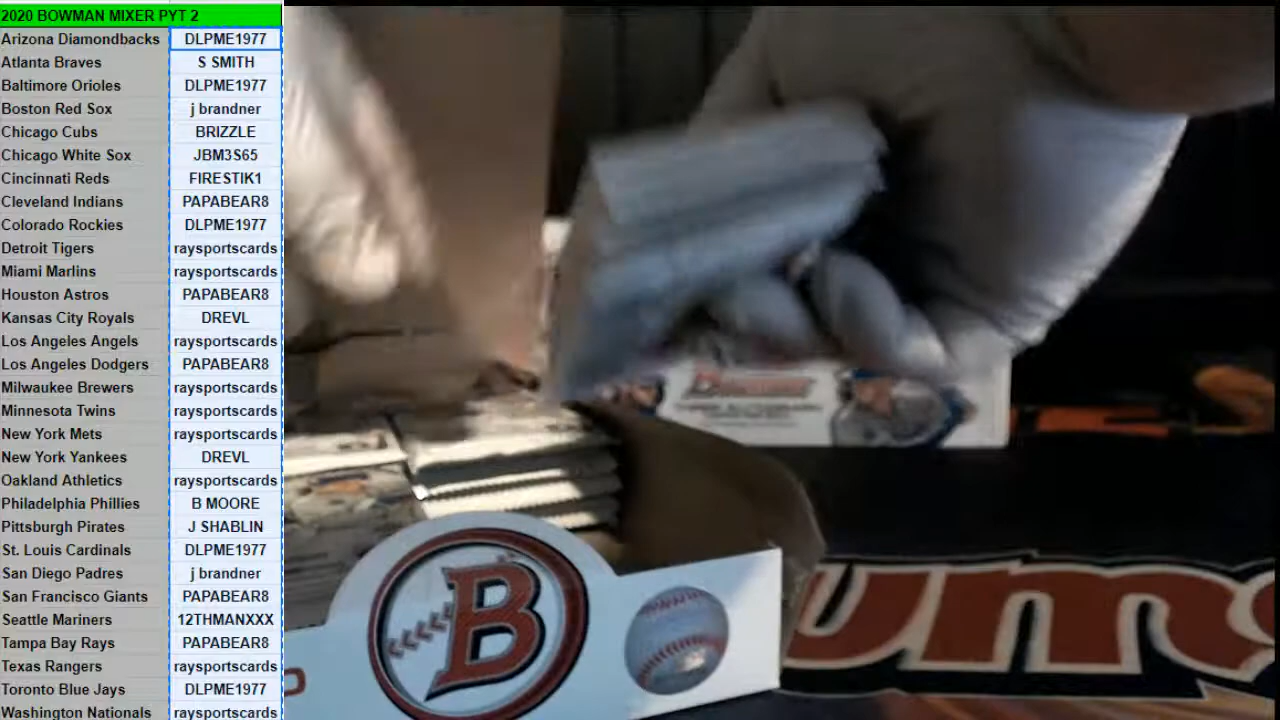 2020 BOWMAN MIXER PYT 2
Arizona Diamondbacks DLPME1977
Atlanta Braves S SMITH
Baltimore Orioles DLPME1977
Boston Red Sox j brandner
Chicago Cubs BRIZZLE
Chicago White Sox JBM3S65
Cincinnati Reds FIRESTIK1
Cleveland Indians PAPABEAR8
Colorado Rockies DLPME1977
Detroit Tigers raysportscards
Miami Marlins raysportscards
Houston Astros PAPABEAR8
Kansas City Royals DREVL
Los Angeles Angels raysportscards
Los Angeles Dodgers PAPABEAR8
Milwaukee Brewers raysportscards
Minnesota Twins raysportscards
New York Mets raysportscards
New York Yankees DREVL
Oakland Athletics raysportscards
Philadelphia Phillies B MOORE
Pittsburgh Pirates J SHABLIN
St. Louis Cardinals DLPME1977
San Diego Padres j brandner
San Francisco Giants PAPABEAR8
Seattle Mariners 12THMANXXX
Tampa Bay Rays PAPABEAR8
Texas Rangers raysportscards
Toronto Blue Jays DLPME1977
Washington Nationals raysportscards
BOWMAN
B